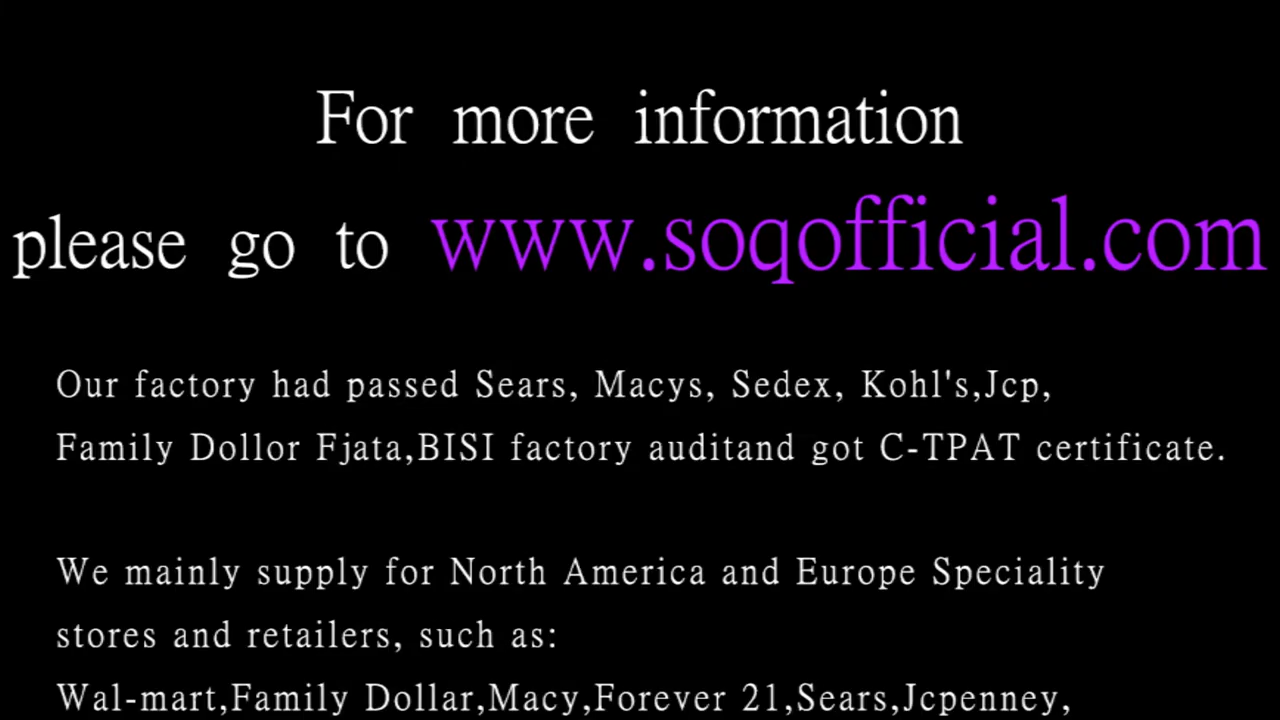 For more information
please go to www.soqofficial.com
Our factory had passed Sears, Macys, Sedex, Kohl's,Jcp,
Family Dollor Fjata,BISI factory auditand got C-TPAT certificate.
We mainly supply for North America and Europe Speciality
stores and retailers, such as:
Wal-mart,Family Dollar,Macy,Forever 21,Sears,Jcpenney,